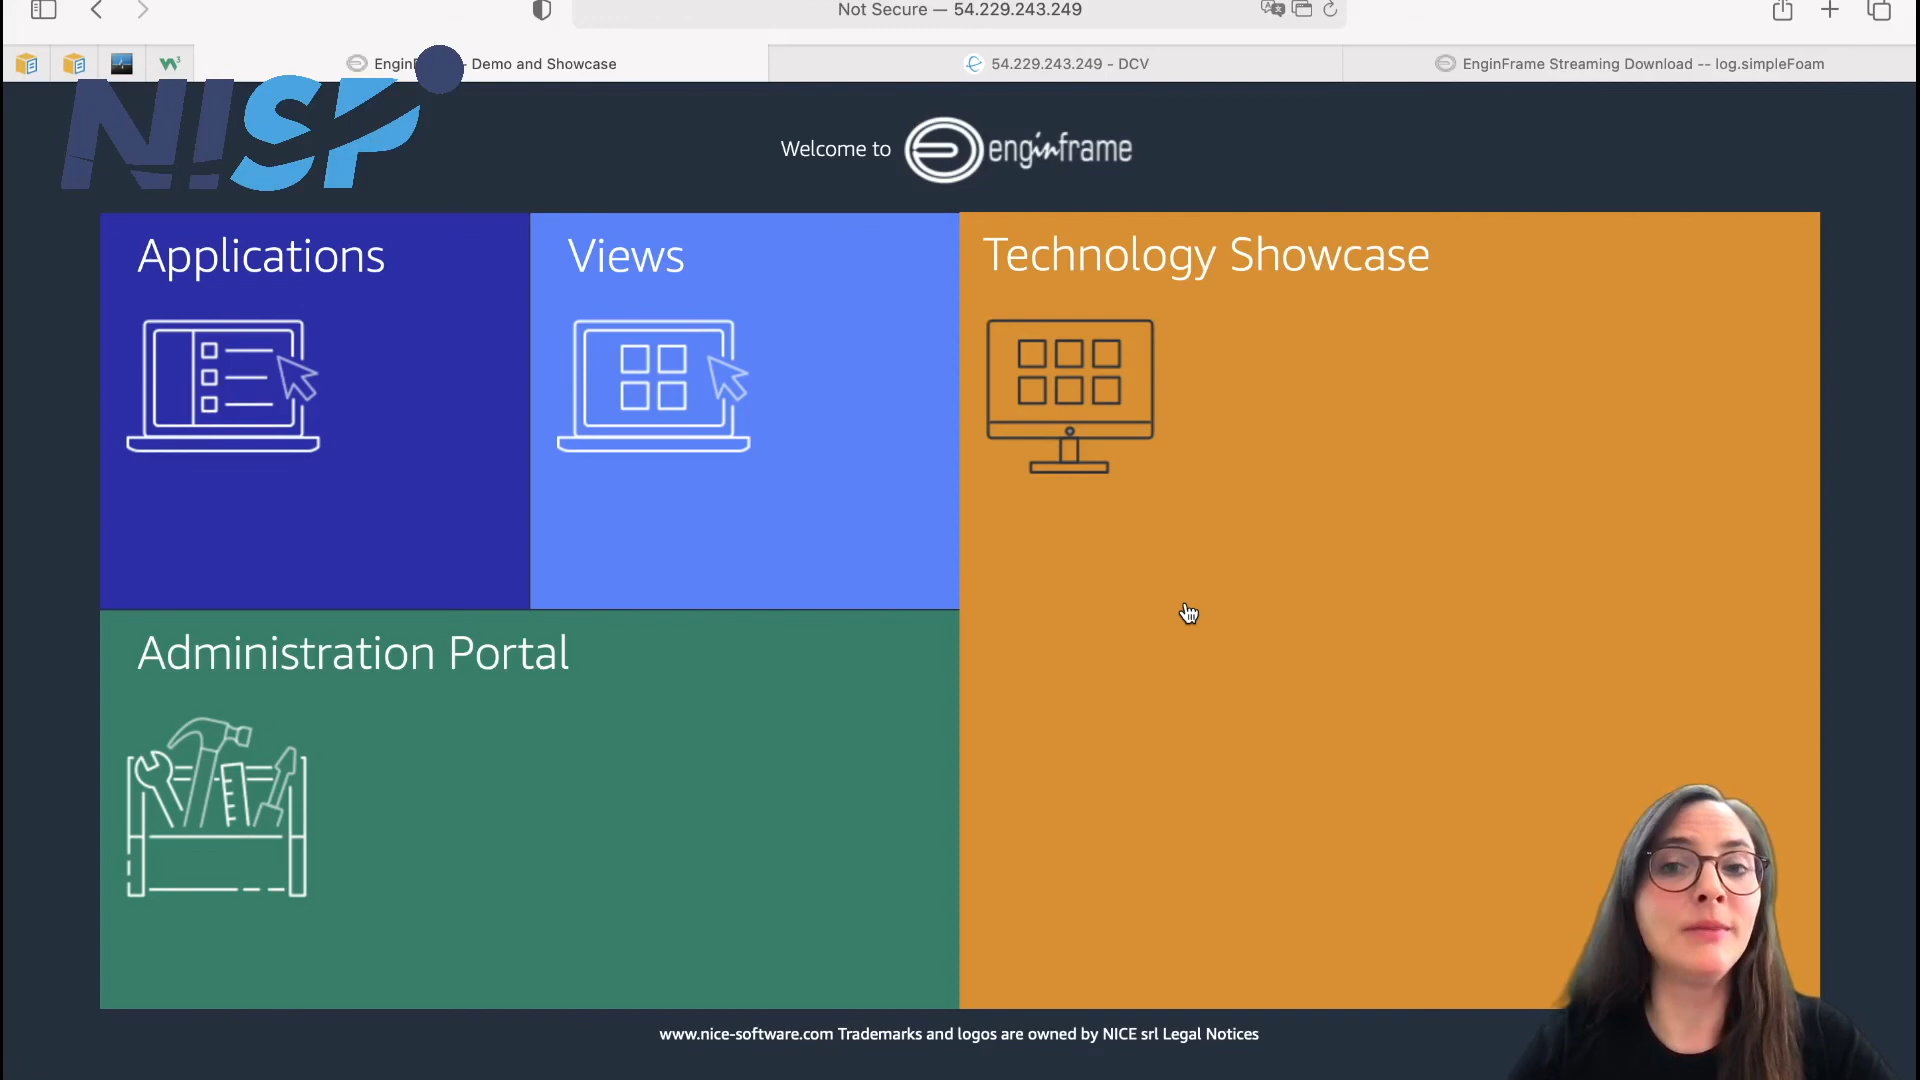 Not Secure — 54.229.243.249
Demo and Showcase
54.229.243.249 - DCV
EnginFrame Streaming Download -- log.simpleFoam
NISP
Welcome to enginframe
Applications
Views
Technology Showcase
Administration Portal
www.nice-software.com Trademarks and logos are owned by NICE srl Legal Notices